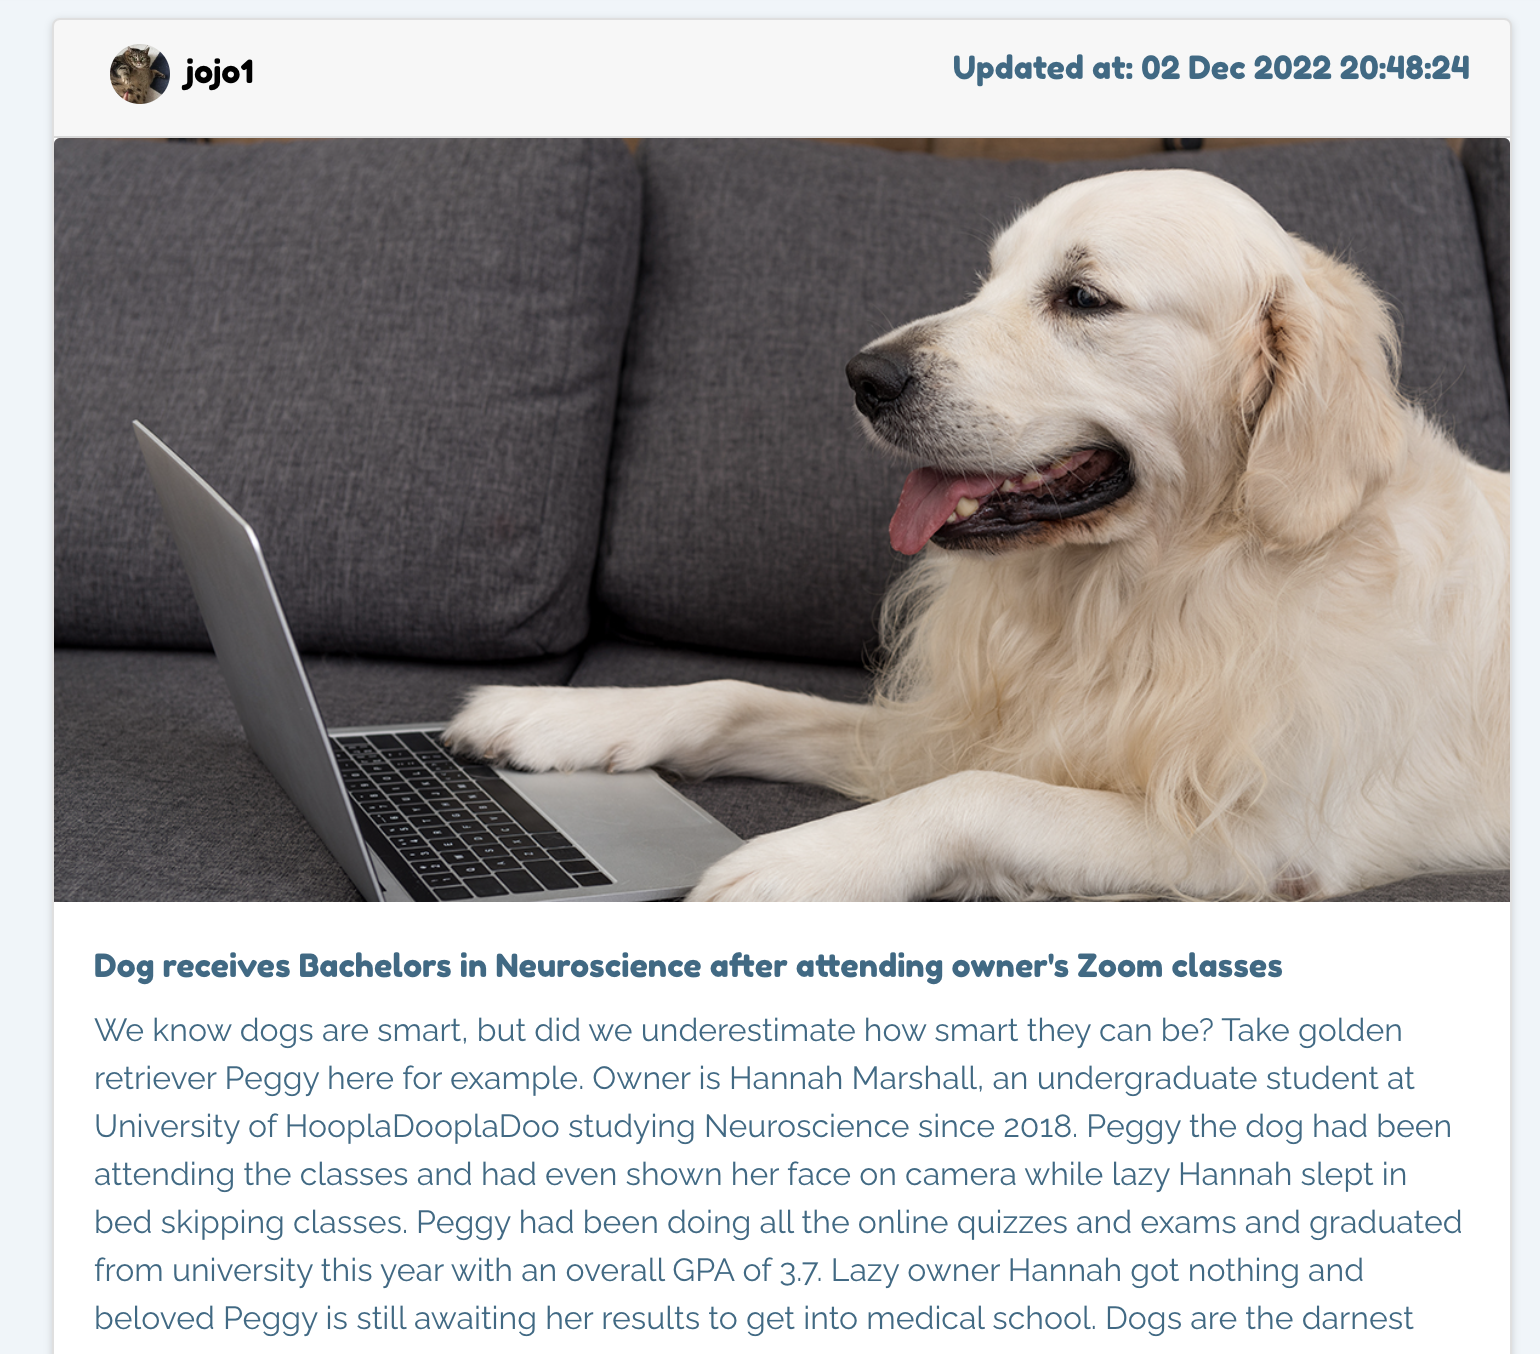 jojo1
Updated at: 02 Dec 2022 20:48:24
Dog receives Bachelors in Neuroscience after attending owner's Zoom classes
We know dogs are smart, but did we underestimate how smart they can be? Take golden
retriever Peggy here for example. Owner is Hannah Marshall, an undergraduate student at
University of HooplaDooplaDoo studying Neuroscience since 2018. Peggy the dog had been
attending the classes and had even shown her face on camera while lazy Hannah slept in
bed skipping classes. Peggy had been doing all the online quizzes and exams and graduated
from university this year with an overall GPA of 3.7. Lazy owner Hannah got nothing and
beloved Peggy is still awaiting her results to get into medical school. Dogs are the darnest